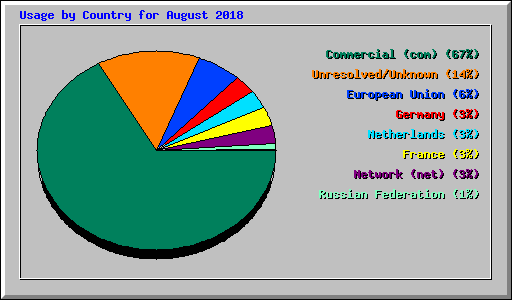 Usage by Country for August 2018
Commercial (com) (67%)
Unresolved/Unknown (14%)
European Union (6%)
Germany (3%)
Netherlands (3%)
France (3%)
Network (net) (3%)
Russian Federation (1%)